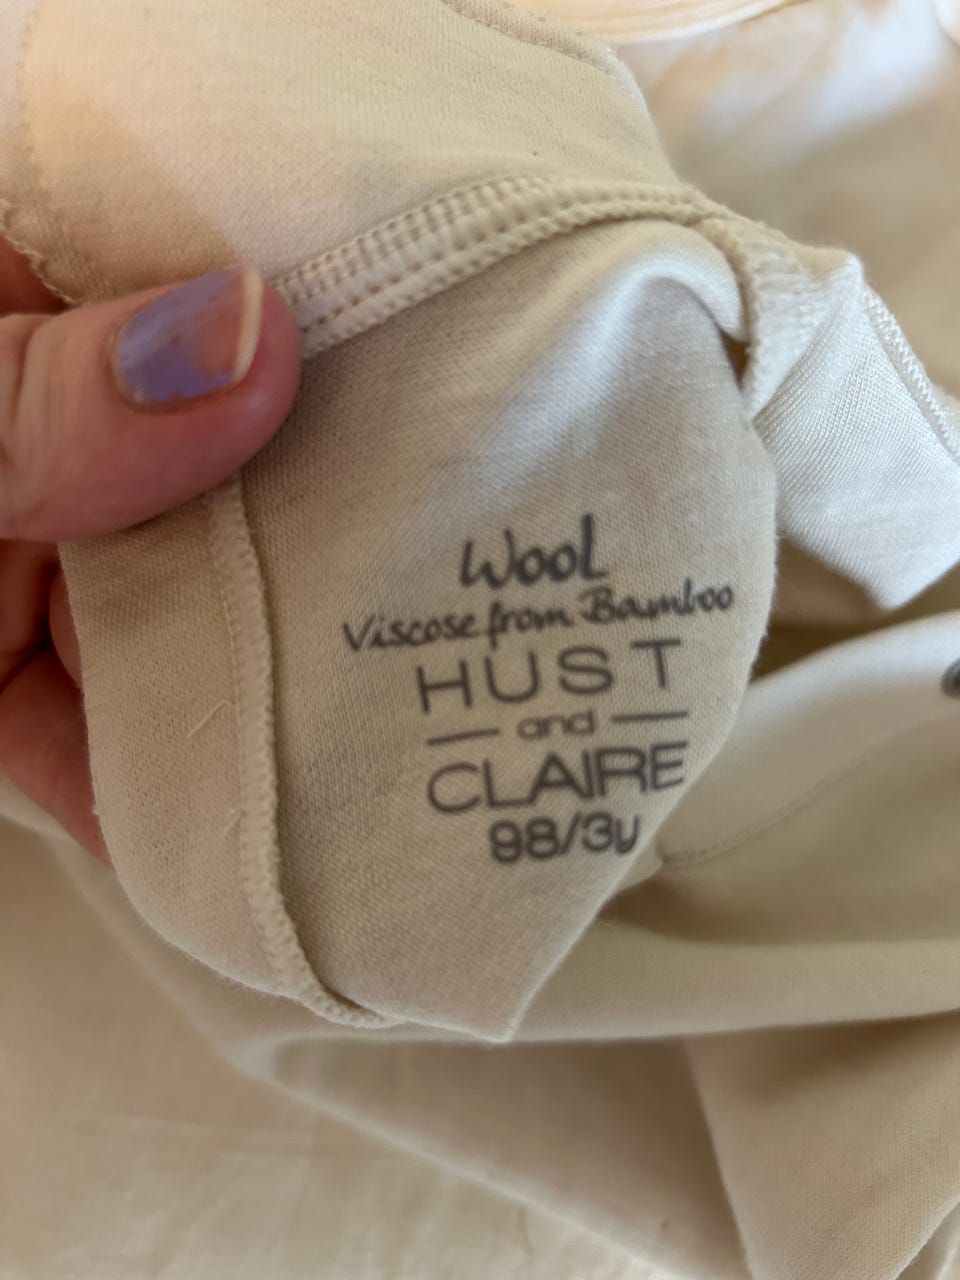 Wool
Viscose from Bamboo
HUST
and
CLAIRE
98/3y